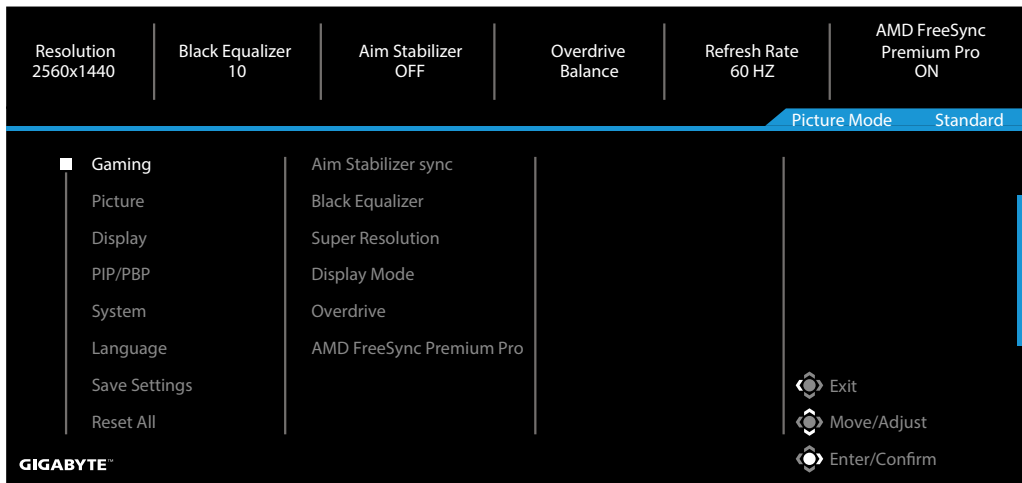 Resolution
2560x1440
Black Equalizer
10
Aim Stabilizer
OFF
Overdrive
Balance
Refresh Rate
60 HZ
AMD FreeSync
Premium Pro
ON
Picture Mode Standard
Gaming
Picture
Display
PIP/PBP
System
Language
Save Settings
Reset All
Aim Stabilizer sync
Black Equalizer
Super Resolution
Display Mode
Overdrive
AMD FreeSync Premium Pro
Exit
Move/Adjust
Enter/Confirm
GIGABYTE™